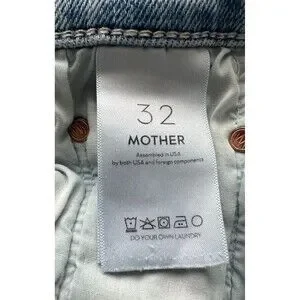 32
MOTHER
Assembled in USA
by both USA and foreign components
DO YOUR OWN LAUNDRY